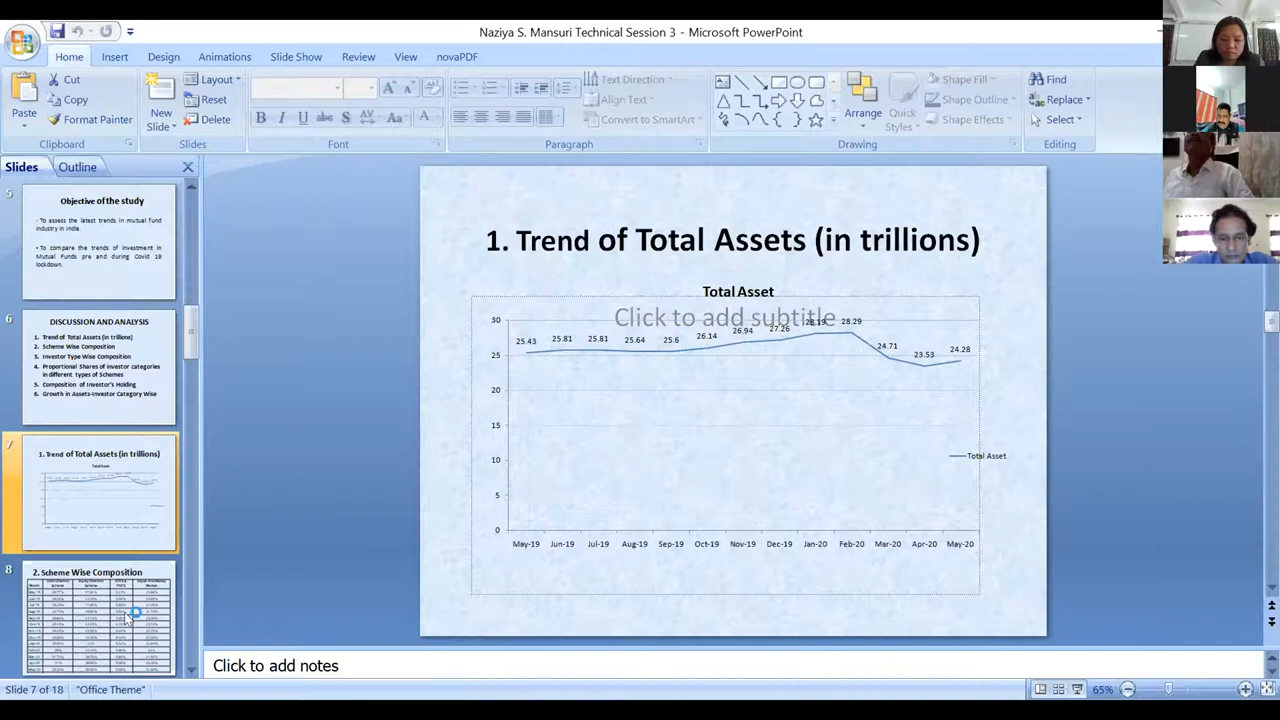 Naziya S. Mansuri Technical Session 3 - Microsoft PowerPoint
Home Insert Design Animations Slide Show Review View novaPDF
Paste
Cut
Copy
Format Painter
Clipboard
New Slide
Layout
Reset
Delete
Slides
B I U abc S AV Aa A
Font
Text Direction
Align Text
Convert to SmartArt
Paragraph
Arrange
Quick Styles
Shape Fill
Shape Outline
Shape Effects
Drawing
Find
Replace
Select
Editing
Slides Outline
5
Objective of the study
- To assess the latest trends in mutual fund
industry in India.
- To compare the trends of investment in
Mutual Funds pre and during Covid 19
lockdown.
6
DISCUSSION AND ANALYSIS
1. Trend of Total Assets (in trillions)
2. Scheme Wise Composition
3. Investor Type Wise Composition
4. Proportional Shares of investor categories
in different types of Schemes
5. Composition of Investor's Holding
6. Growth in Assets-Investor Category Wise
7
1. Trend of Total Assets (in trillions)
8
2. Scheme Wise Composition
1. Trend of Total Assets (in trillions)
Total Asset
Click to add subtitle
30
25
20
15
10
5
0
25.43 25.81 25.81 25.64 25.6 26.14 26.94 27.26 28.19 28.29 24.71 23.53 24.28
Total Asset
May-19 Jun-19 Jul-19 Aug-19 Sep-19 Oct-19 Nov-19 Dec-19 Jan-20 Feb-20 Mar-20 Apr-20 May-20
Click to add notes
Slide 7 of 18 "Office Theme" 65%